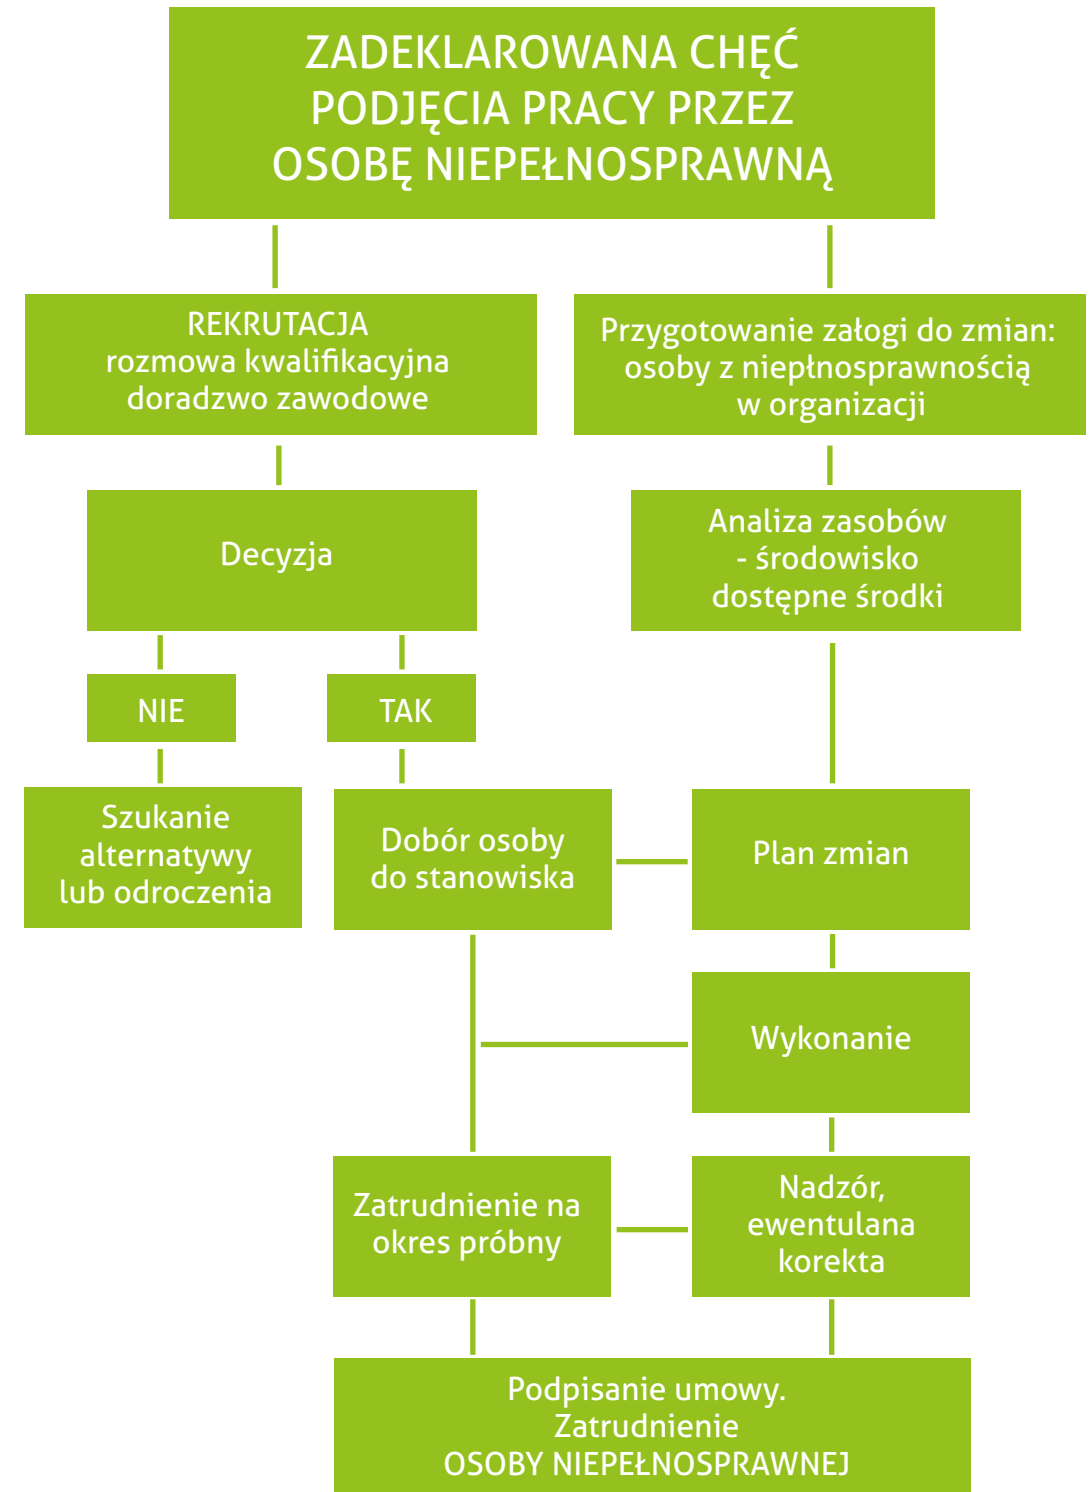 ZADEKLAROWANA CHĘĆ
PODJĘCIA PRACY PRZEZ
OSOBĘ NIEPEŁNOSPRAWNĄ
REKRUTACJA
rozmowa kwalifikacyjna
doradzwo zawodowe
Przygotowanie załogi do zmian:
osoby z niepłnosprawnością
w organizacji
Decyzja
Analiza zasobów
- środowisko
dostępne środki
NIE
TAK
Szukanie
alternatywy
lub odroczenia
Dobór osoby
do stanowiska
Plan zmian
Wykonanie
Zatrudnienie na
okres próbny
Nadzór,
ewentulana
korekta
Podpisanie umowy.
Zatrudnienie
OSOBY NIEPEŁNOSPRAWNEJ